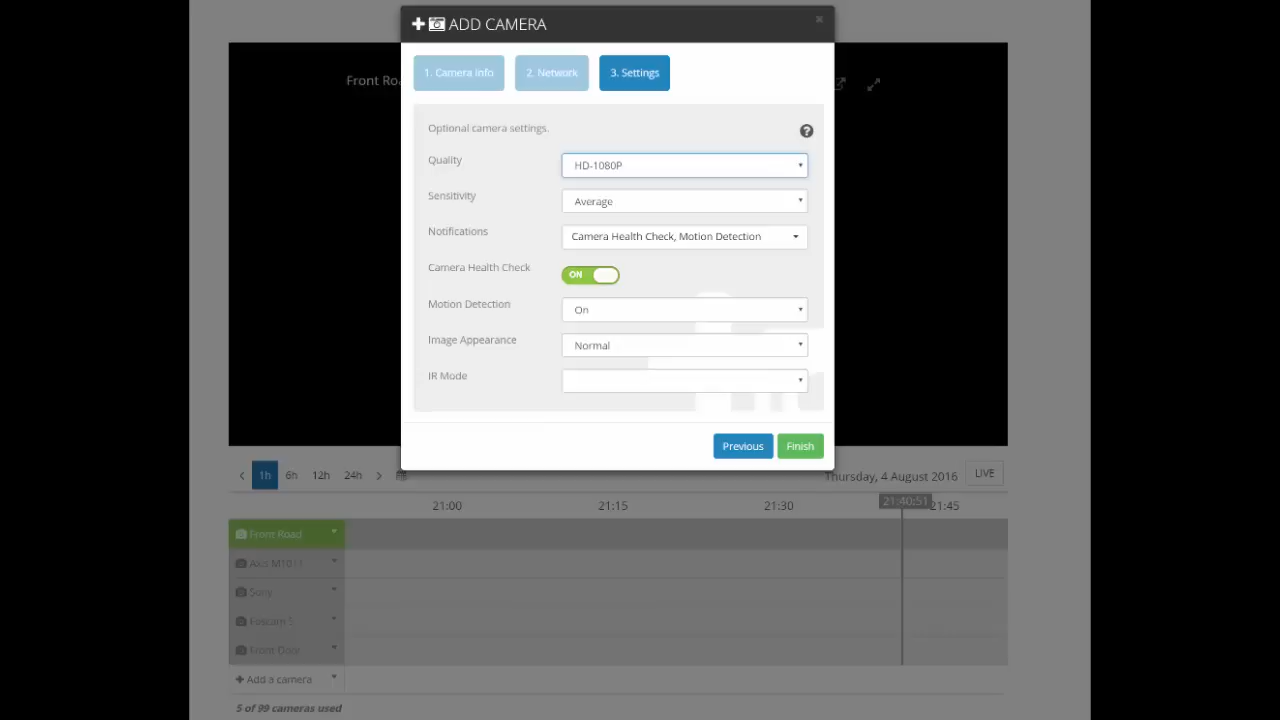 ADD CAMERA
Front Roa
1. Camera Info 2. Network 3. Settings
Optional camera settings.
Quality HD-1080P
Sensitivity Average
Notifications Camera Health Check, Motion Detection
Camera Health Check ON
Motion Detection On
Image Appearance Normal
IR Mode
Previous Finish
1h 6h 12h 24h Thursday, 4 August 2016 LIVE
21:40:51
21:00 21:15 21:30 21:45
Front Road
Axis M1011
Sony
Foscam S
Front Door
Add a camera
5 of 99 cameras used